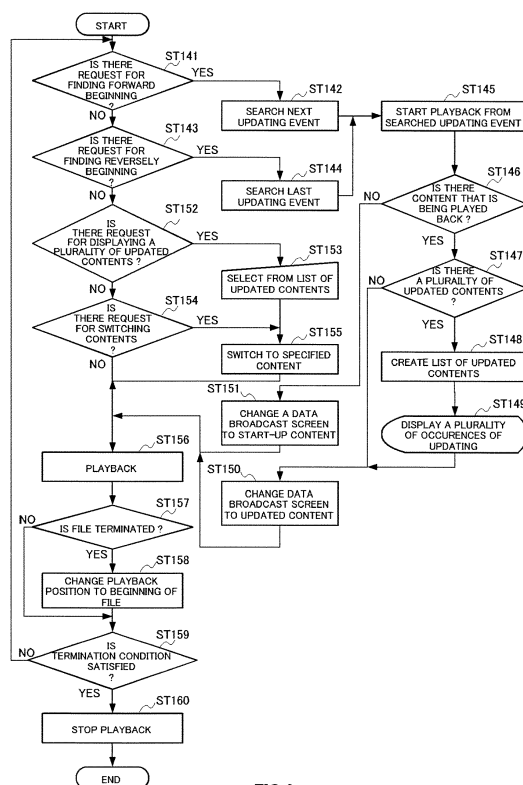 START
ST141
IS THERE
REQUEST FOR
FINDING FORWARD
BEGINNING
?
YES
NO
ST142
SEARCH NEXT
UPDATING EVENT
ST145
START PLAYBACK FROM
SEARCHED UPDATING EVENT
ST143
IS THERE
REQUEST FOR
FINDING REVERSELY
BEGINNING
?
YES
NO
ST144
SEARCH LAST
UPDATING EVENT
ST146
IS THERE
CONTENT THAT IS
BEING PLAYED
BACK ?
NO
YES
ST152
IS
THERE REQUEST
FOR DISPLAYING A
PLURALITY OF UPDATED
CONTENTS ?
YES
NO
ST153
SELECT FROM LIST OF
UPDATED CONTENTS
ST147
IS THERE
A PLURAILTY OF
UPDATED CONTENTS
?
NO
YES
ST154
IS
THERE REQUEST
FOR SWITCHING
CONTENTS
?
YES
NO
ST155
SWITCH TO SPECIFIED
CONTENT
ST148
CREATE LIST OF UPDATED
CONTENTS
ST151
CHANGE A DATA
BROADCAST SCREEN
TO START-UP CONTENT
ST149
DISPLAY A PLURALITY
OF OCCURENCES OF
UPDATING
ST156
PLAYBACK
ST150
CHANGE DATA
BROADCAST SCREEN
TO UPDATED CONTENT
ST157
IS FILE TERMINATED ?
NO
YES
ST158
CHANGE PLAYBACK
POSITION TO BEGINNING OF
FILE
ST159
IS
TERMINATION CONDITION
SATISFIED
?
NO
YES
ST160
STOP PLAYBACK
END